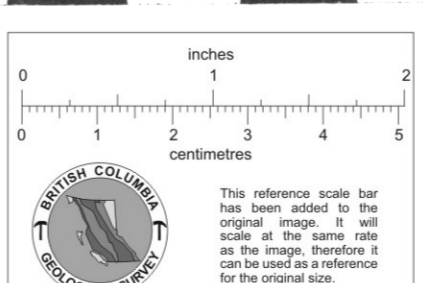 inches
0 1 2
0 1 2 3 4 5
centimetres
BRITISH COLUMBIA
GEOLOGICAL SURVEY
This reference scale bar
has been added to the
original image. It will
scale at the same rate
as the image, therefore it
can be used as a reference
for the original size.